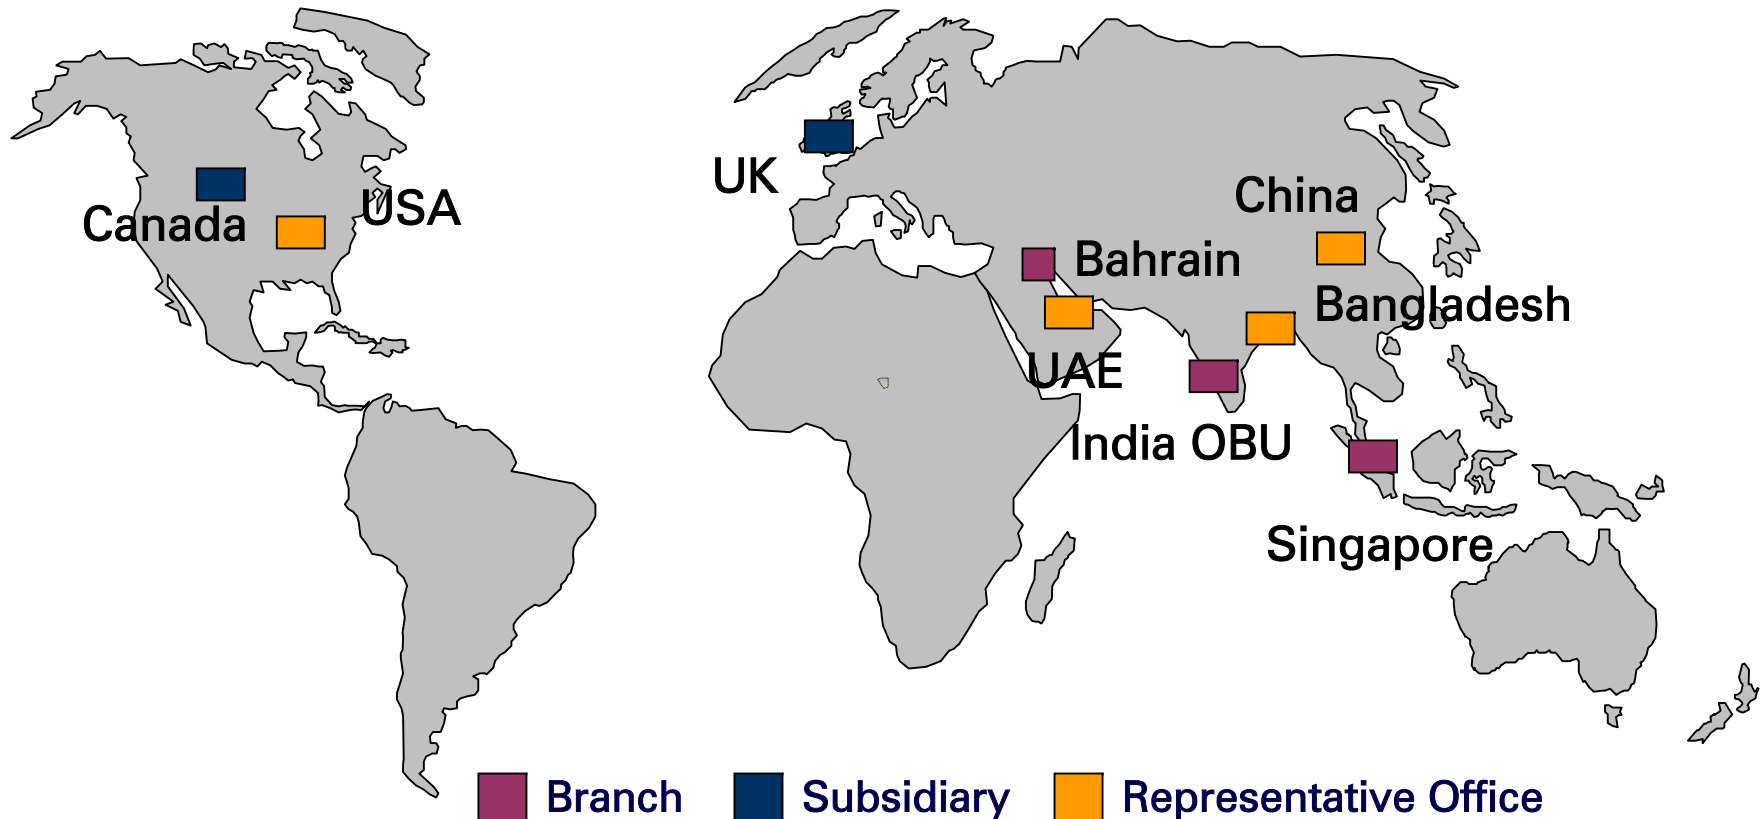 UK
China
USA
Canada
Bahrain
Bangladesh
UAE
India OBU
Singapore
Branch
Subsidiary
Representative Office